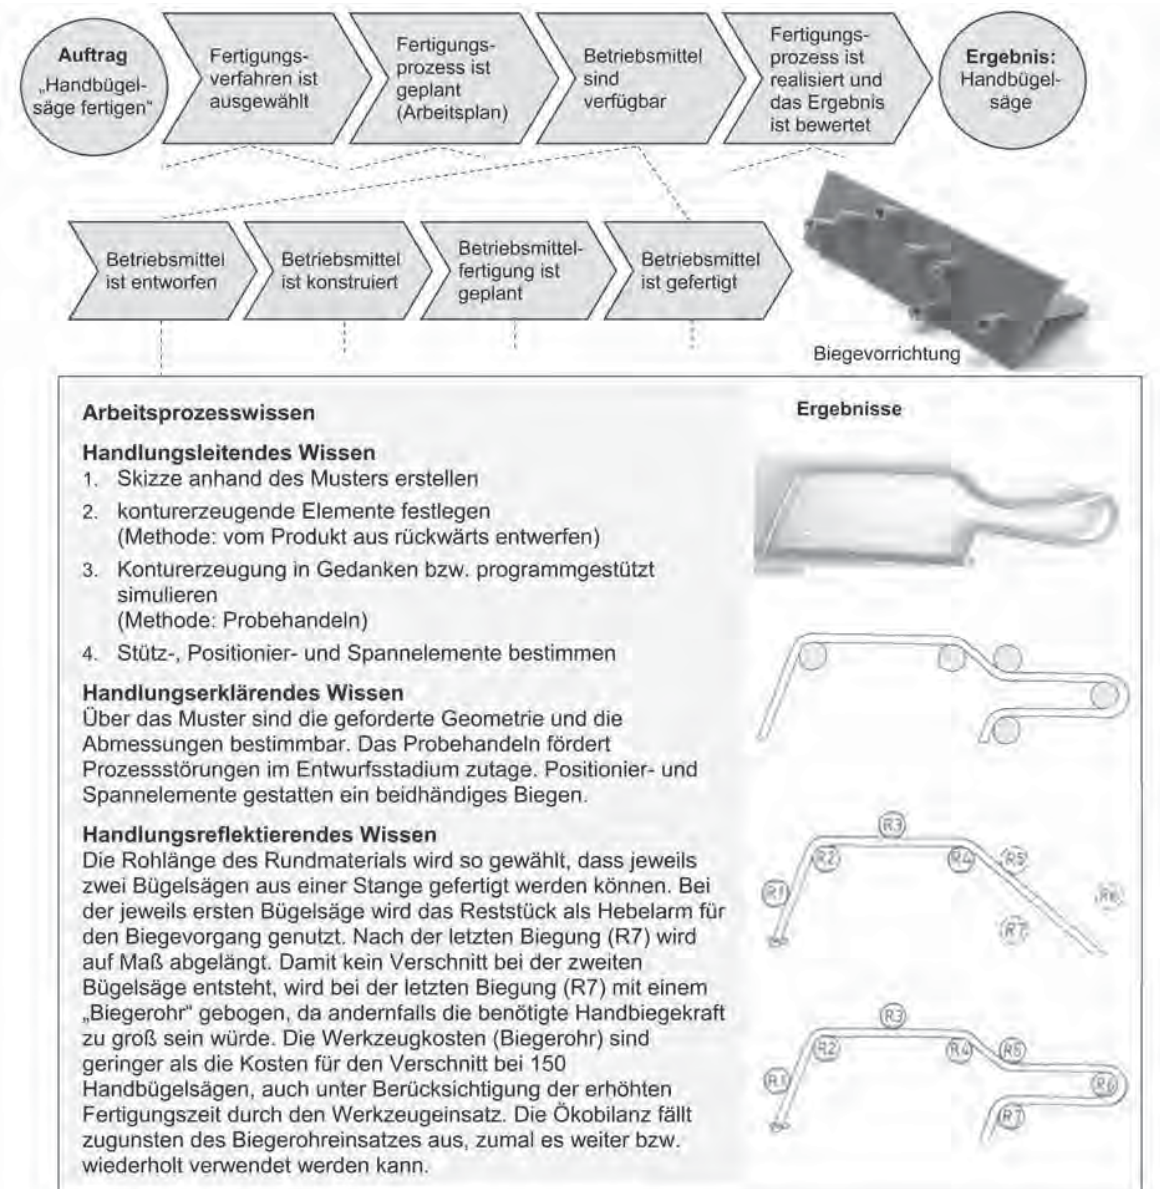 Auftrag
„Handbügel-
säge fertigen“
Fertigungs-
verfahren ist
ausgewählt
Fertigungs-
prozess ist
geplant
(Arbeitsplan)
Betriebsmittel
sind
verfügbar
Fertigungs-
prozess ist
realisiert und
das Ergebnis
ist bewertet
Ergebnis:
Handbügel-
säge
Betriebsmittel
ist entworfen
Betriebsmittel
ist konstruiert
Betriebsmittel-
fertigung ist
geplant
Betriebsmittel
ist gefertigt
Biegevorrichtung
Arbeitsprozesswissen
Handlungsleitendes Wissen
1. Skizze anhand des Musters erstellen
2. konturerzeugende Elemente festlegen
(Methode: vom Produkt aus rückwärts entwerfen)
3. Konturerzeugung in Gedanken bzw. programmgestützt
simulieren
(Methode: Probehandeln)
4. Stütz-, Positionier- und Spannelemente bestimmen
Handlungserklärendes Wissen
Über das Muster sind die geforderte Geometrie und die
Abmessungen bestimmbar. Das Probehandeln fördert
Prozessstörungen im Entwurfsstadium zutage. Positionier- und
Spannelemente gestatten ein beidhändiges Biegen.
Handlungsreflektierendes Wissen
Die Rohlänge des Rundmaterials wird so gewählt, dass jeweils
zwei Bügelsägen aus einer Stange gefertigt werden können. Bei
der jeweils ersten Bügelsäge wird das Reststück als Hebelarm für
den Biegevorgang genutzt. Nach der letzten Biegung (R7) wird
auf Maß abgelängt. Damit kein Verschnitt bei der zweiten
Bügelsäge entsteht, wird bei der letzten Biegung (R7) mit einem
„Biegerohr“ gebogen, da andernfalls die benötigte Handbiegekraft
zu groß sein würde. Die Werkzeugkosten (Biegerohr) sind
geringer als die Kosten für den Verschnitt bei 150
Handbügelsägen, auch unter Berücksichtigung der erhöhten
Fertigungszeit durch den Werkzeugeinsatz. Die Ökobilanz fällt
zugunsten des Biegerohreinsatzes aus, zumal es weiter bzw.
wiederholt verwendet werden kann.
Ergebnisse
R3
R2
R4
R5
R1
R6
R7
R3
R2
R4
R5
R1
R6
R7